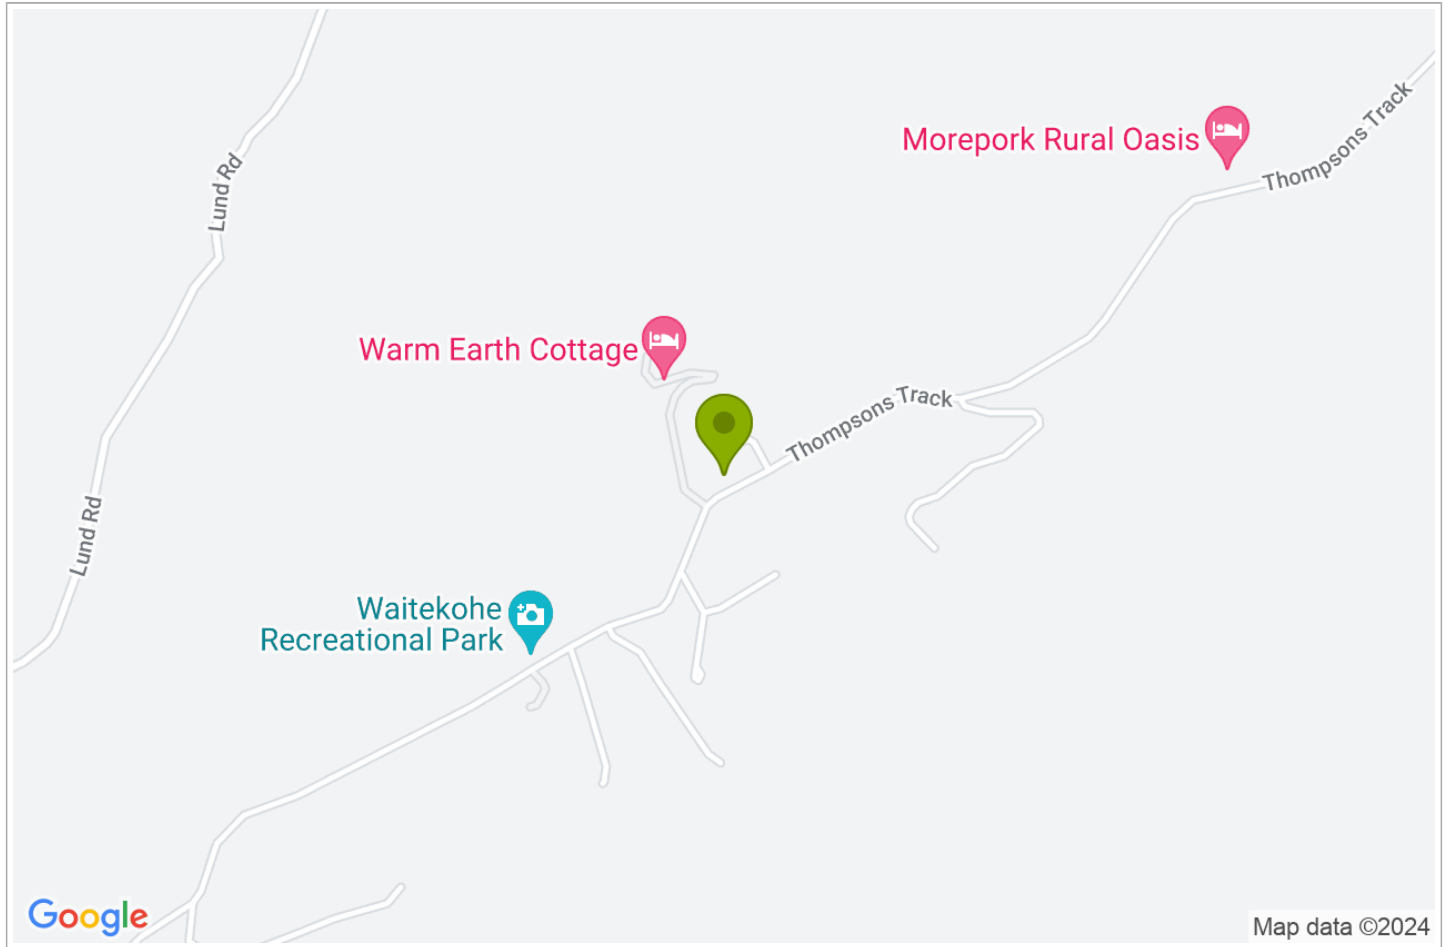 Morepork Rural Oasis
Thompsons Track
Lund Rd
Warm Earth Cottage
Thompsons Track
Lund Rd
Waitekohe
Recreational Park
Google
Map data ©2024